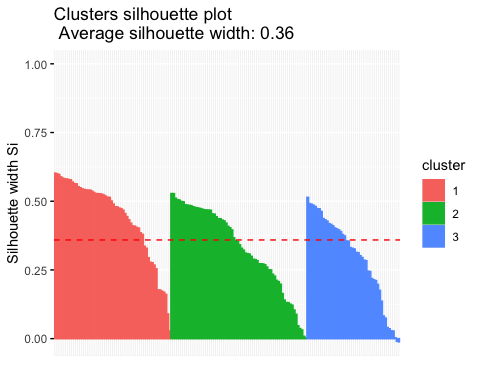 Clusters silhouette plot
Average silhouette width: 0.36
1.00
0.75
0.50
0.25
0.00
Silhouette width Si
cluster
1
2
3